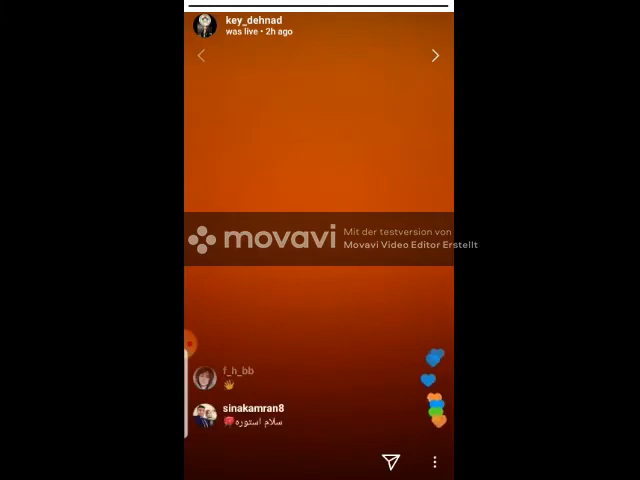 key_dehnad
was live • 2h ago
movavi
Mit der testversion von
Movavi Video Editor Erstellt
f_h_bb
sinakamran8
سلام استوره